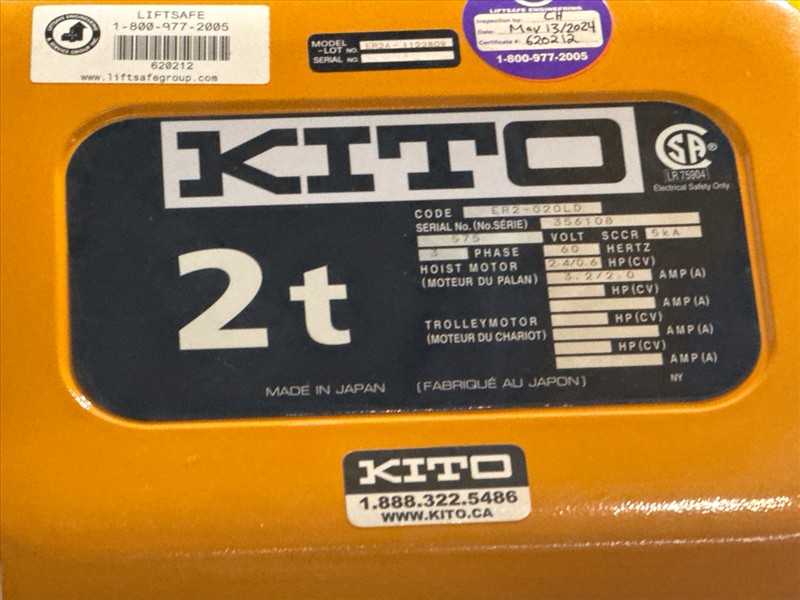 LIFTSAFE
1-800-977-2005
620212
www.liftsafegroup.com
MODEL
-LOT NO. ER2A-1122809
SERIAL NO.
LIFTSAFE ENGINEERING
Inspection by: CH
Date: May 13/2024
Certificate #: 620212
1-800-977-2005
KITO
CSA ®
LR 75904
Electrical Safety Only
2t
CODE ER2-020LD
SERIAL No. (No.SÉRIE) 356108
575 VOLT SCCR 5kA
3 PHASE 60 HERTZ
HOIST MOTOR 2.4/0.6 HP(CV)
(MOTEUR DU PALAN) 3.2/2.0 AMP(A)
HP(CV)
AMP(A)
TROLLEYMOTOR HP(CV)
(MOTEUR DU CHARIOT) AMP(A)
HP(CV)
AMP(A)
MADE IN JAPAN (FABRIQUÉ AU JAPON) NY
KITO
1.888.322.5486
WWW.KITO.CA